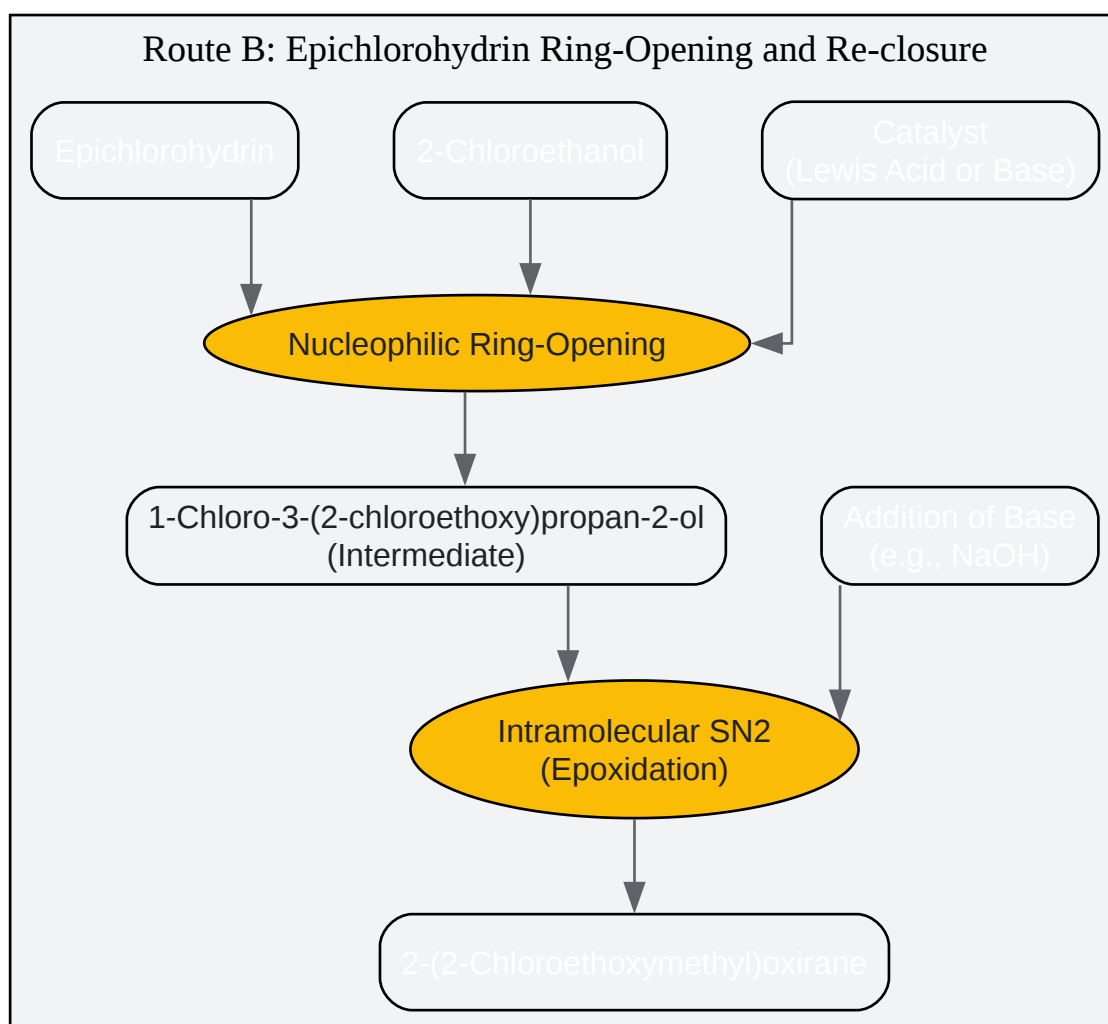 Route B: Epichlorohydrin Ring-Opening and Re-closure
Epichlorohydrin
2-Chloroethanol
Catalyst
(Lewis Acid or Base)
Nucleophilic Ring-Opening
1-Chloro-3-(2-chloroethoxy)propan-2-ol
(Intermediate)
Addition of Base
(e.g., NaOH)
Intramolecular SN2
(Epoxidation)
2-(2-Chloroethoxymethyl)oxirane